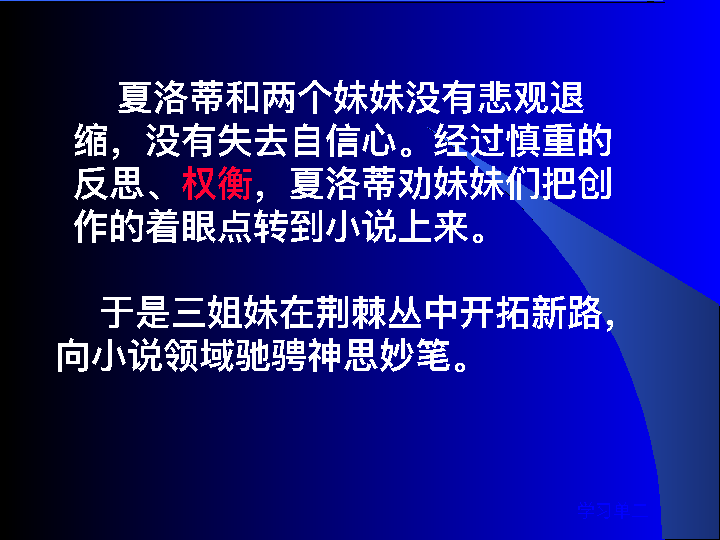 夏洛蒂和两个妹妹没有悲观退
缩，没有失去自信心。经过慎重的
反思、权衡，夏洛蒂劝妹妹们把创
作的着眼点转到小说上来。
于是三姐妹在荆棘丛中开拓新路，
向小说领域驰骋神思妙笔。